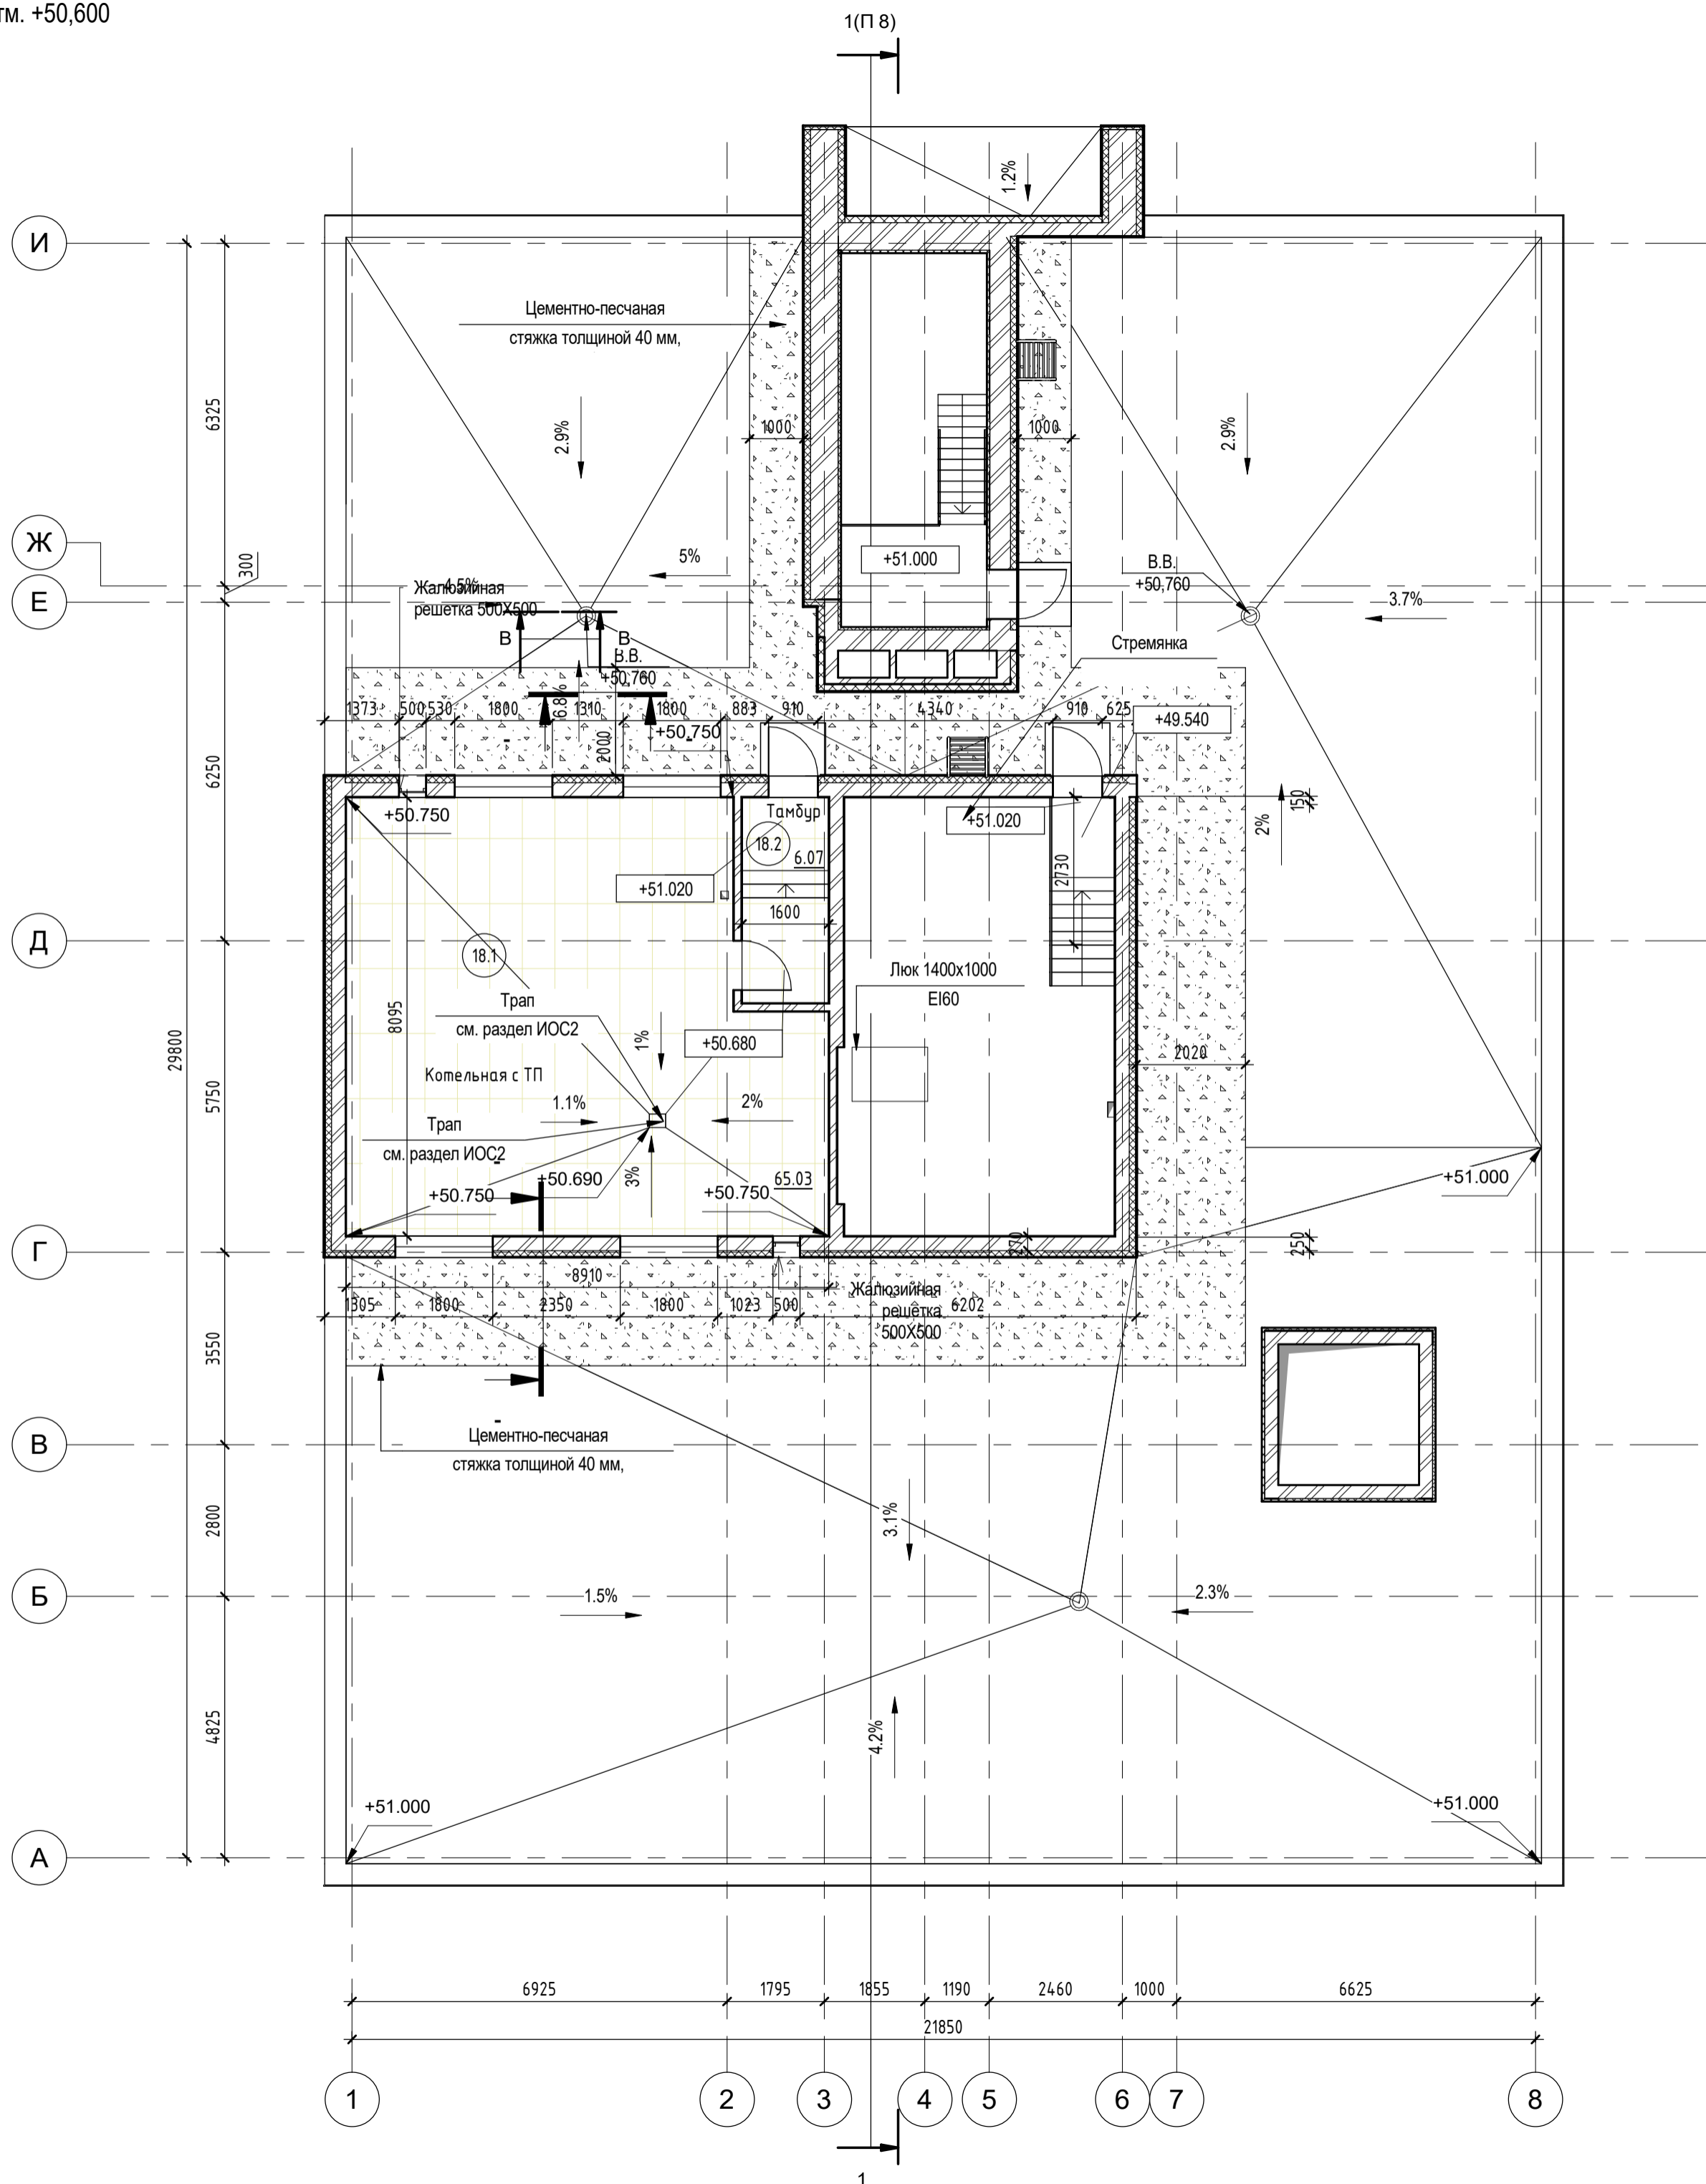 тм. +50,600
1(П 8)
1.2%
И
Цементно-песчаная
стяжка толщиной 40 мм,
6325
2.9%
1000
1000
2.9%
Ж
300
5%
+51.000
В.В.
+50,760
4.5%
Жалюзийная
решетка 500X500
Е
3.7%
В
В
В.В.
+50,760
Стремянка
6.8%
1373
500
530
1800
1310
1800
883
910
4340
910
625
+49.540
+50.750
2000
6250
+50.750
Тамбур
18.2
6.07
+51.020
150
2%
2730
+51.020
1600
Д
18.1
Люк 1400x1000
EI60
Трап
см. раздел ИОС2
8095
29800
1%
+50.680
2020
Котельная с ТП
5750
1.1%
2%
Трап
см. раздел ИОС2
3%
+50.690
65.03
+50.750
+50.750
+51.000
Г
270
250
8910
Жалюзийная
решетка
500X500
1305
1800
2350
1800
1023
500
6202
3550
В
Цементно-песчаная
стяжка толщиной 40 мм,
2800
3.1%
Б
1.5%
2.3%
4825
4.2%
+51.000
+51.000
А
6925
1795
1855
1190
2460
1000
6625
21850
1
2
3
4
5
6
7
8
1